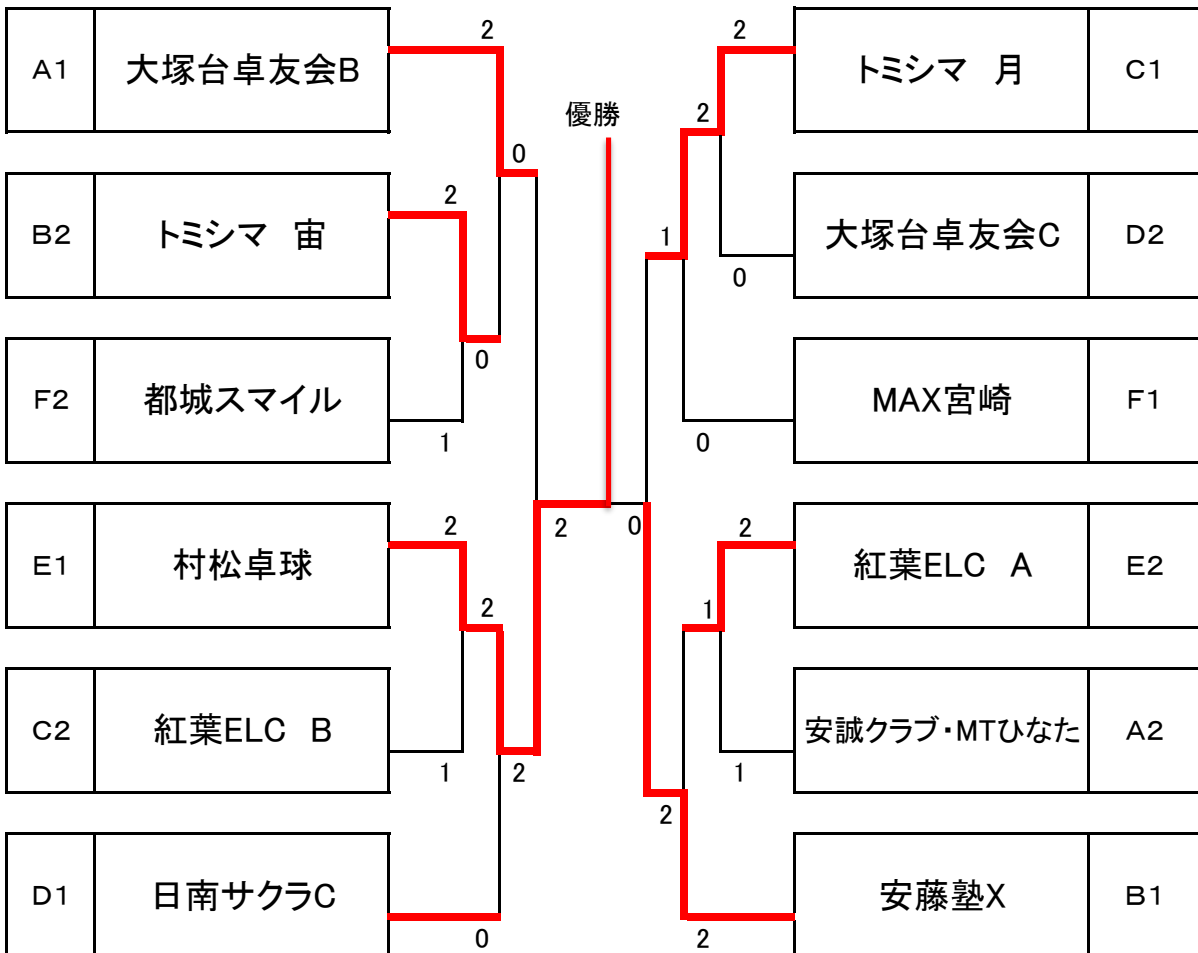 A1 大塚台卓友会B
B2 トミシマ 宙
F2 都城スマイル
E1 村松卓球
C2 紅葉ELC B
D1 日南サクラC
2
0
2
0
1
2
2
1
2
0
優勝
2
0
2
2
1
0
0
2
1
1
2
2
トミシマ 月 C1
大塚台卓友会C D2
MAX宮崎 F1
紅葉ELC A E2
安誠クラブ・MTひなた A2
安藤塾X B1